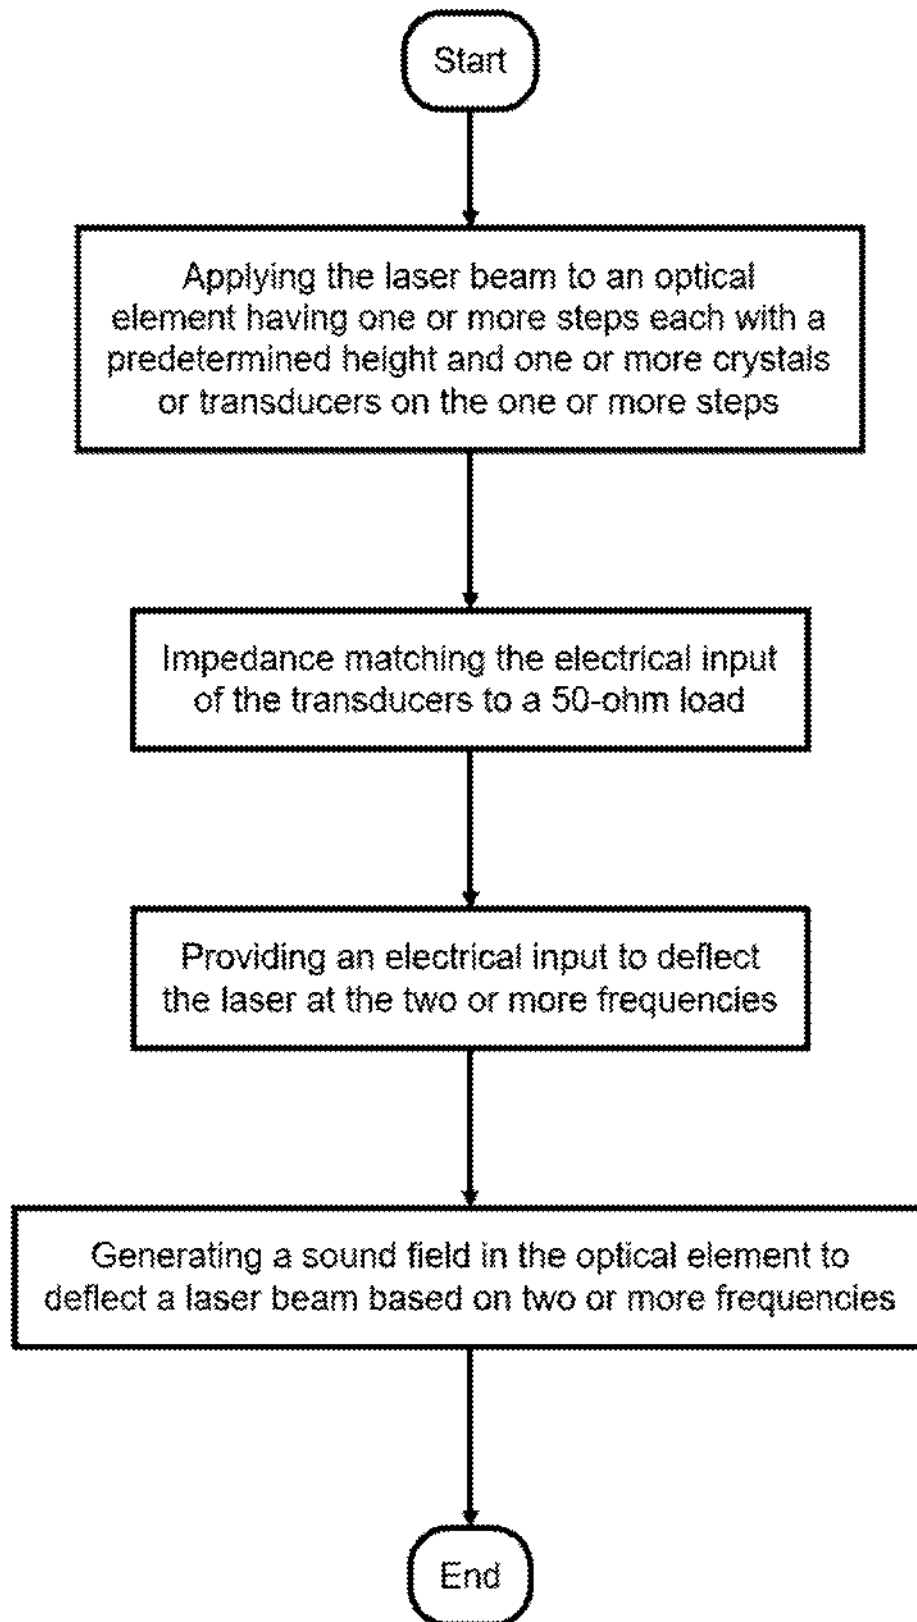 Start
Applying the laser beam to an optical
element having one or more steps each with a
predetermined height and one or more crystals
or transducers on the one or more steps
Impedance matching the electrical input
of the transducers to a 50-ohm load
Providing an electrical input to deflect
the laser at the two or more frequencies
Generating a sound field in the optical element to
deflect a laser beam based on two or more frequencies
End